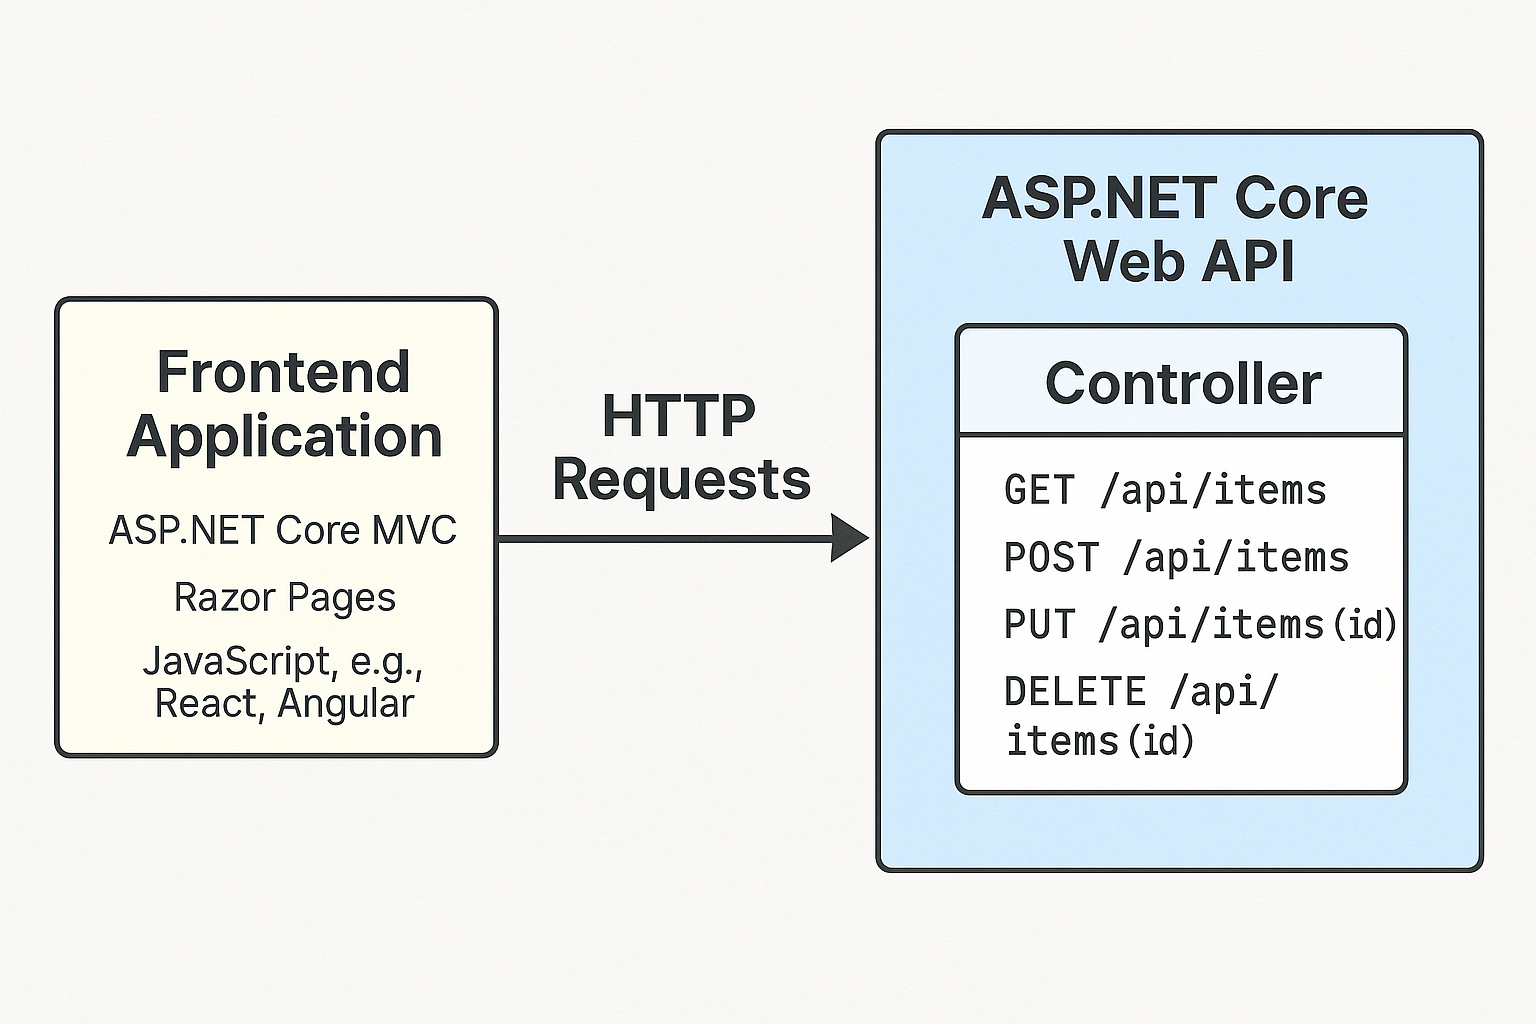 Frontend
Application
ASP.NET Core MVC
Razor Pages
JavaScript, e.g.,
React, Angular
HTTP
Requests
ASP.NET Core
Web API
Controller
GET /api/items
POST /api/items
PUT /api/items(id)
DELETE /api/
items(id)